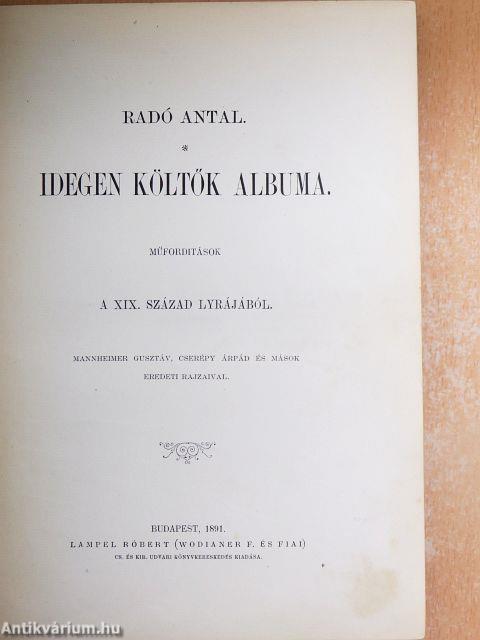 RADÓ ANTAL.
*
IDEGEN KÖLTŐK ALBUMA.
MŰFORDITÁSOK
A XIX. SZÁZAD LYRÁJÁBÓL.
MANNHEIMER GUSZTÁV, CSERÉPY ÁRPÁD ÉS MÁSOK
EREDETI RAJZAIVAL.
BUDAPEST, 1891.
LAMPEL RÓBERT (WODIANER F. ÉS FIAI)
CS. ÉS KIR. UDVARI KÖNYVKERESKEDÉS KIADÁSA.
Antikvárium.hu